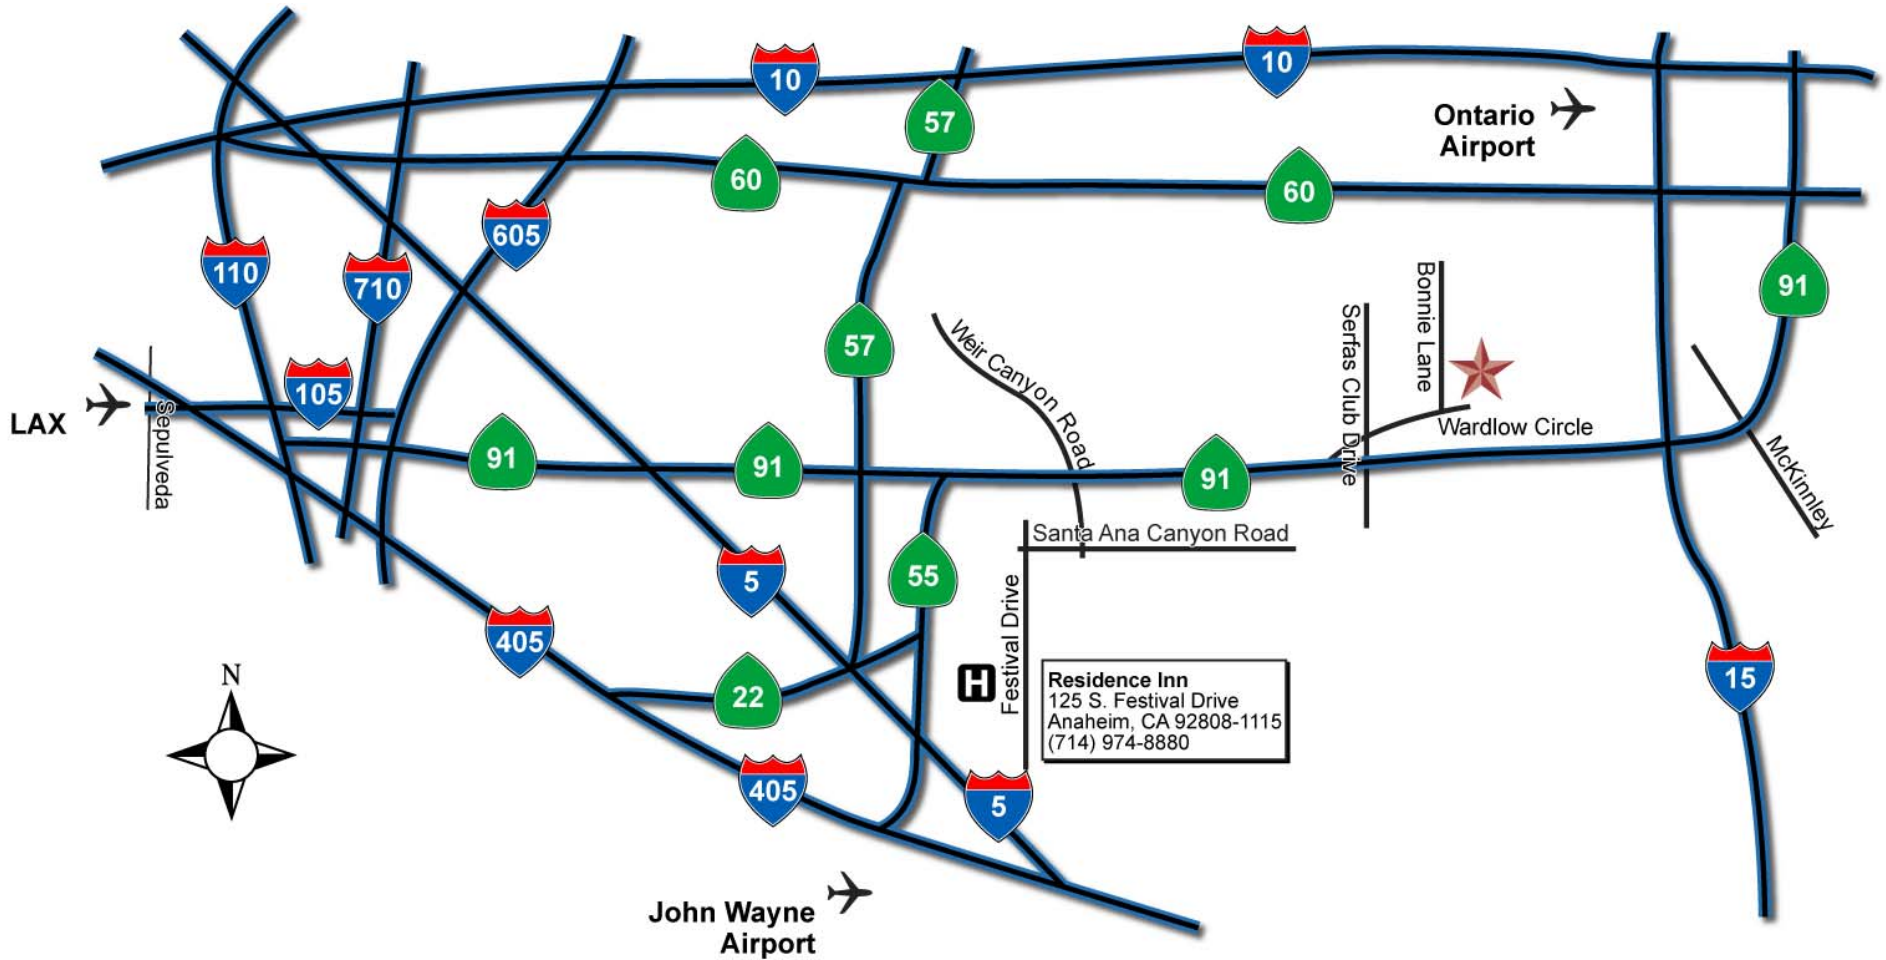 10
10
57
Ontario
Airport
60
60
605
110
710
91
57
Weir Canyon Road
Serfas Club Drive
Bonnie Lane
105
LAX
Sepulveda
Wardlow Circle
91
91
91
McKinnley
Santa Ana Canyon Road
5
55
Festival Drive
405
N
22
H
Residence Inn
125 S. Festival Drive
Anaheim, CA 92808-1115
(714) 974-8880
15
405
5
John Wayne
Airport